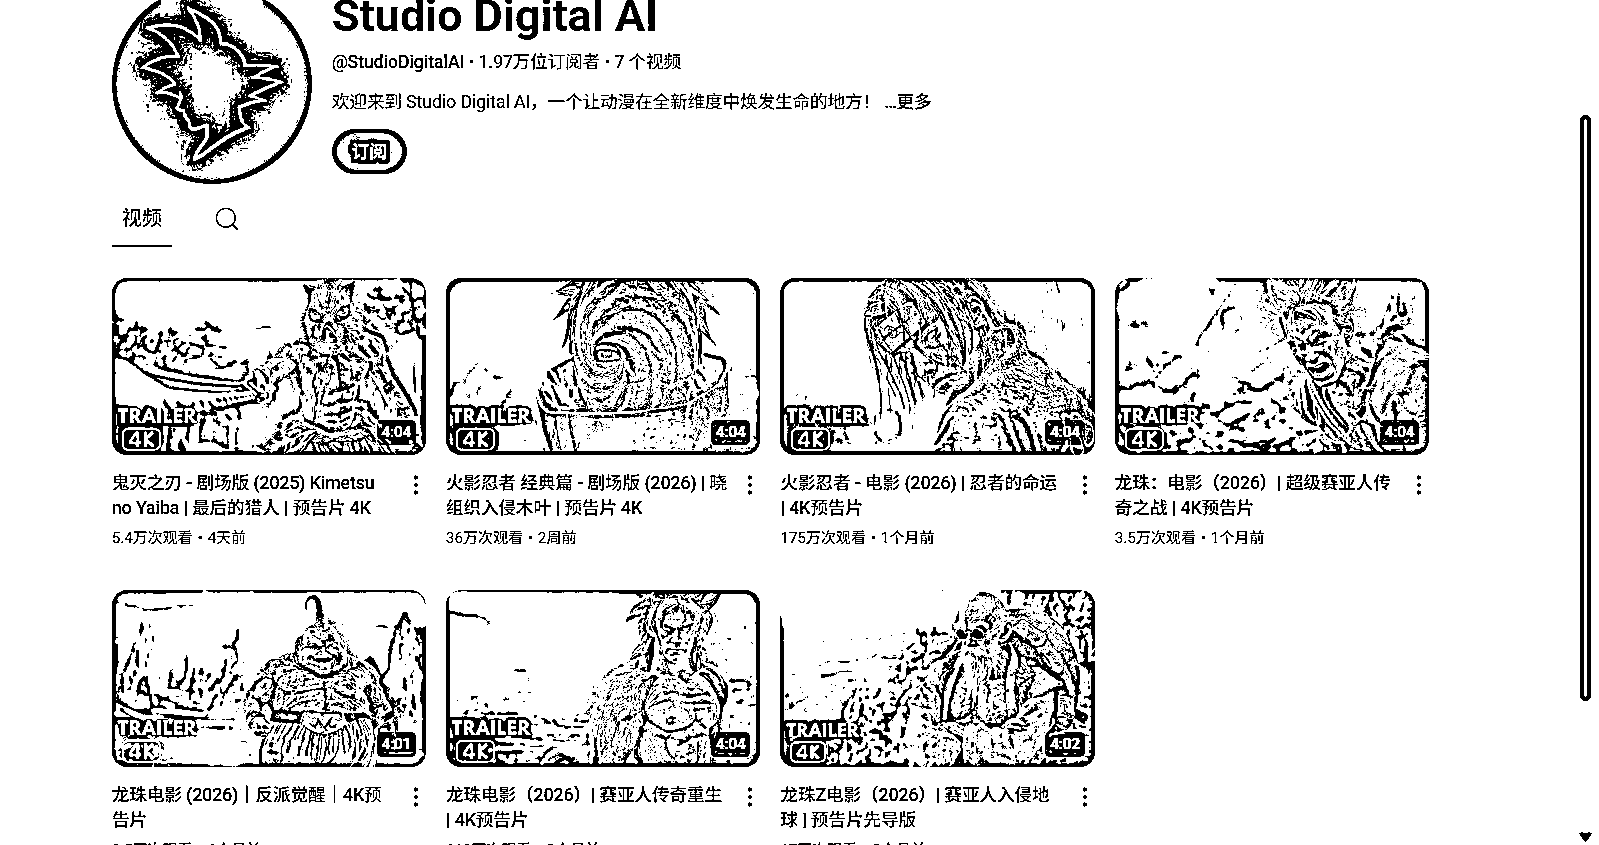 Studio Digital AI
@StudioDigitalAI • 1.97万位订阅者 • 7 个视频
欢迎来到 Studio Digital AI，一个让动漫在全新维度中焕发生命的地方！ ...更多
订阅
视频
TRAILER
4K
4:04
TRAILER
4K
4:04
TRAILER
4K
4:04
TRAILER
4K
4:04
鬼灭之刃 - 剧场版 (2025) Kimetsu
no Yaiba | 最后的猎人 | 预告片 4K
5.4万次观看 • 4天前
火影忍者 经典篇 - 剧场版 (2026) | 晓
组织入侵木叶 | 预告片 4K
36万次观看 • 2周前
火影忍者 - 电影 (2026) | 忍者的命运
| 4K预告片
175万次观看 • 1个月前
龙珠：电影（2026）| 超级赛亚人传
奇之战 | 4K预告片
3.5万次观看 • 1个月前
TRAILER
4K
4:01
TRAILER
4K
4:04
TRAILER
4K
4:02
龙珠电影 (2026)｜反派觉醒｜4K预
告片
龙珠电影（2026）| 赛亚人传奇重生
| 4K预告片
龙珠Z电影（2026）| 赛亚人入侵地
球 | 预告片先导版